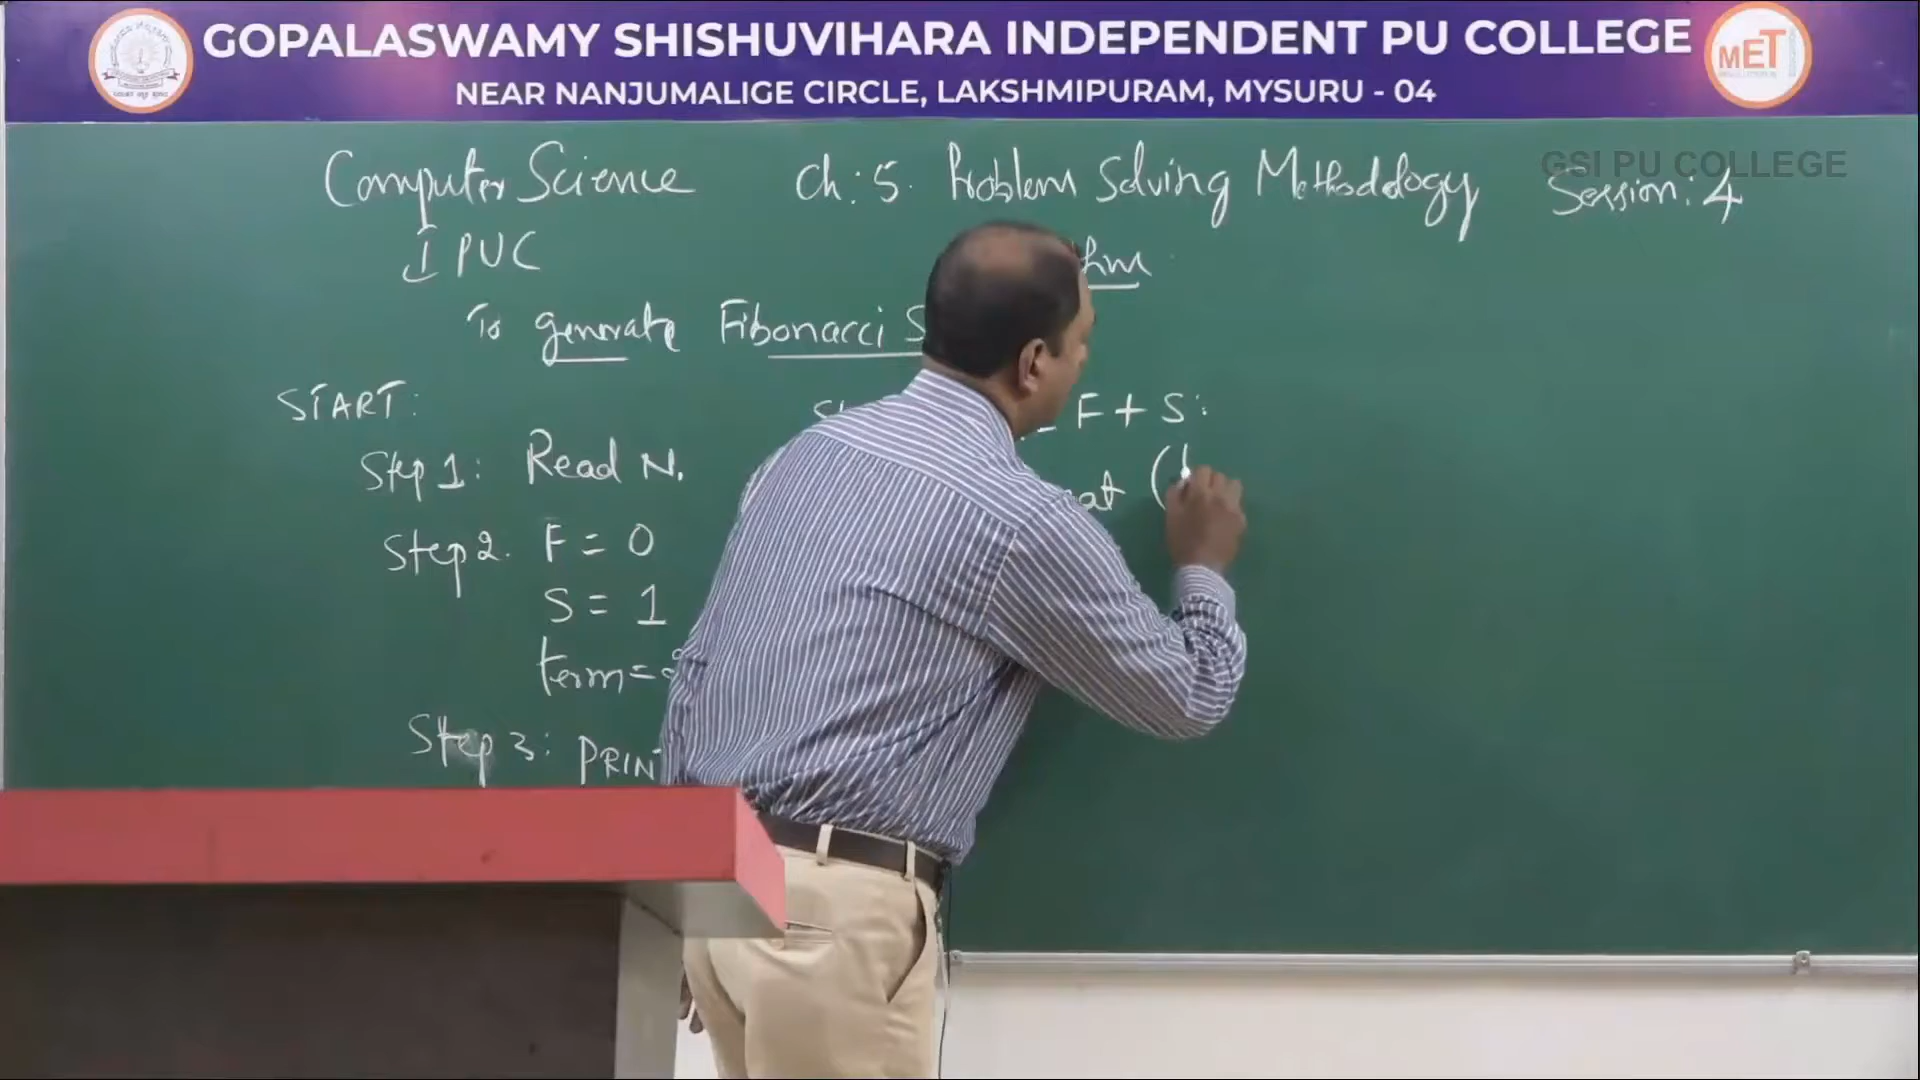 GOPALASWAMY SHISHUVIHARA INDEPENDENT PU COLLEGE
NEAR NANJUMALIGE CIRCLE, LAKSHMIPURAM, MYSURU - 04
MET
GSI PU COLLEGE
Computer Science Ch: 5. Problem Solving Methodology Session: 4
I PUC
To generate Fibonacci S
START:
Step 1: Read N.
Step 2. F = 0
S = 1
term =
Step 3: PRINT
F + S: